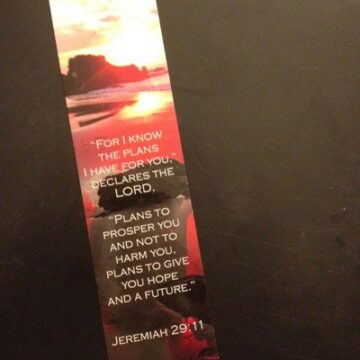 "For I know
the plans
I have for you,"
declares the
LORD.
"Plans to
prosper you
and not to
harm you.
plans to give
you hope
and a future."
Jeremiah 29:11